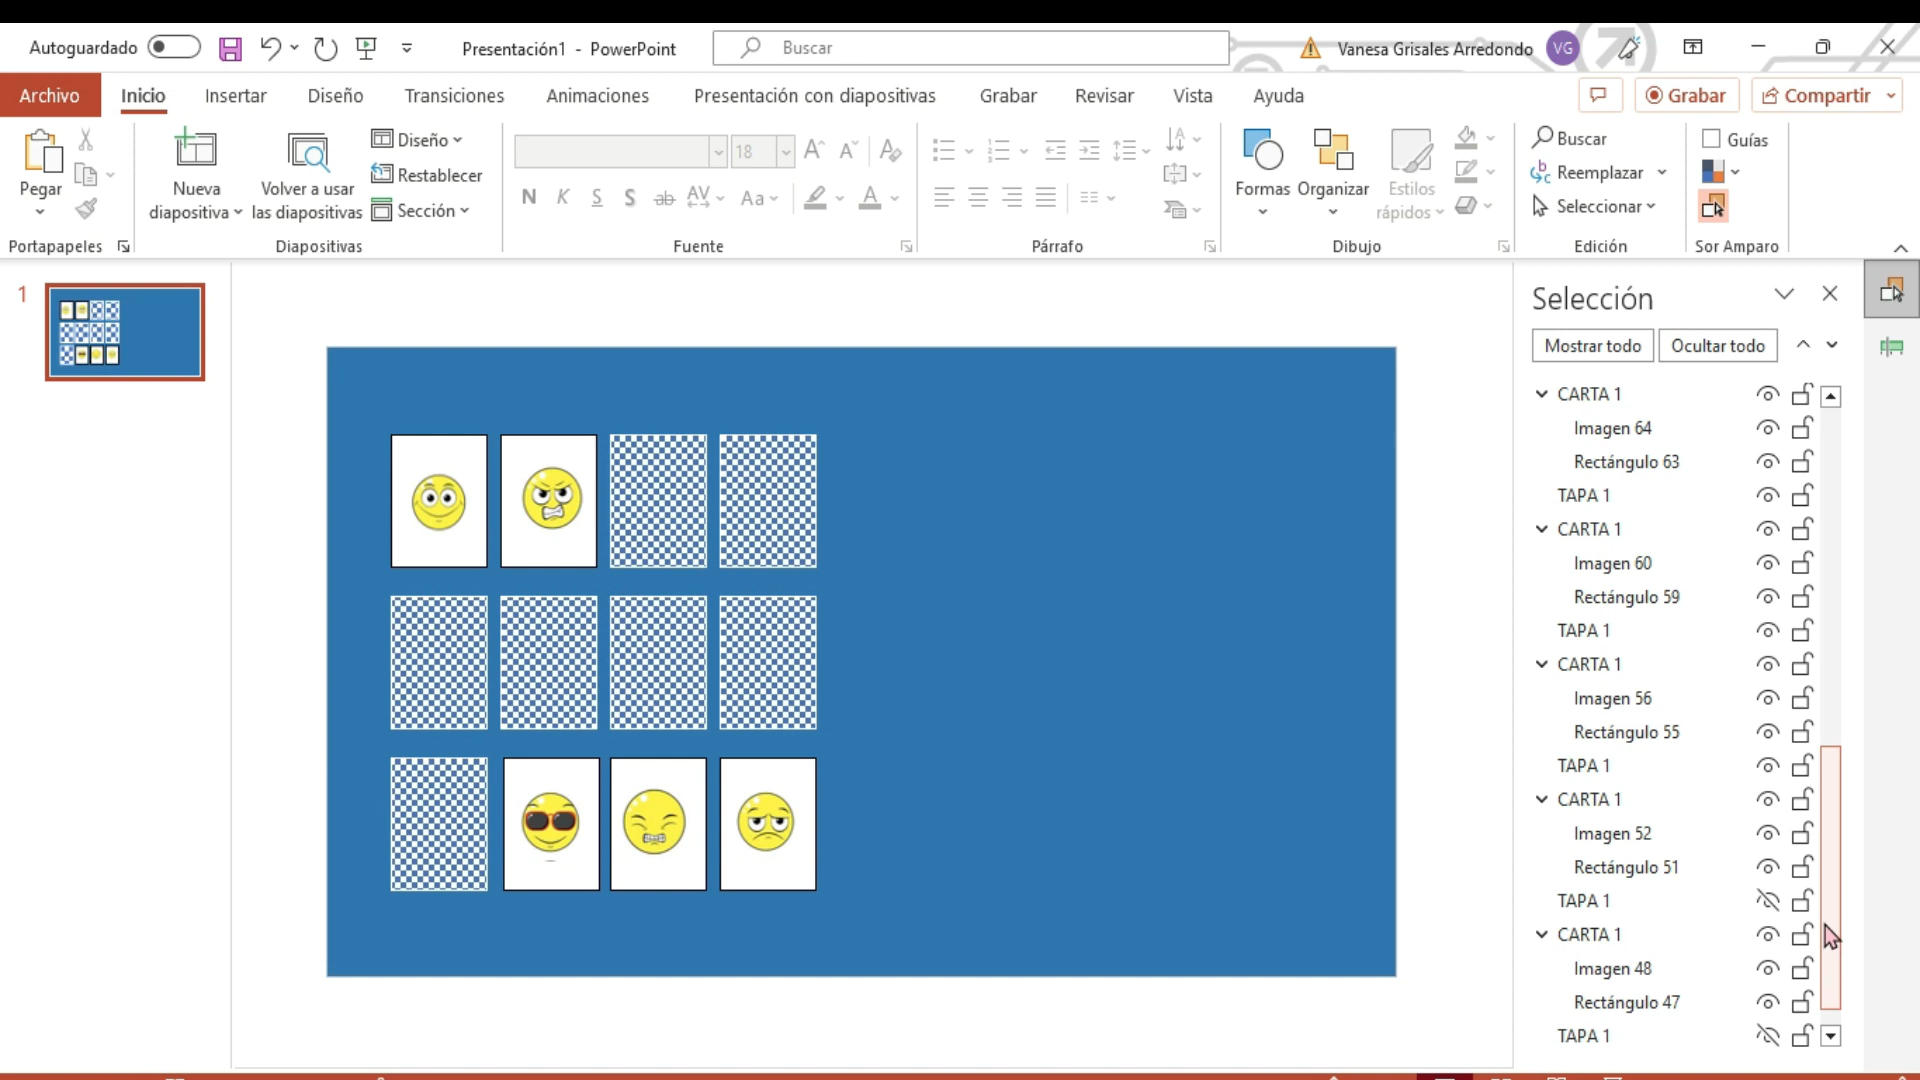 Autoguardado
Presentación1 - PowerPoint
Buscar
Vanesa Grisales Arredondo
VG
Archivo
Inicio
Insertar
Diseño
Transiciones
Animaciones
Presentación con diapositivas
Grabar
Revisar
Vista
Ayuda
Grabar
Compartir
Pegar
Nueva
diapositiva
Volver a usar
las diapositivas
Diseño
Restablecer
Sección
18
N K S S ab AV Aa A
Formas
Organizar
Estilos
rápidos
Buscar
Reemplazar
Seleccionar
Guías
Portapapeles
Diapositivas
Fuente
Párrafo
Dibujo
Edición
Sor Amparo
1
Selección
Mostrar todo
Ocultar todo
CARTA 1
Imagen 64
Rectángulo 63
TAPA 1
CARTA 1
Imagen 60
Rectángulo 59
TAPA 1
CARTA 1
Imagen 56
Rectángulo 55
TAPA 1
CARTA 1
Imagen 52
Rectángulo 51
TAPA 1
CARTA 1
Imagen 48
Rectángulo 47
TAPA 1